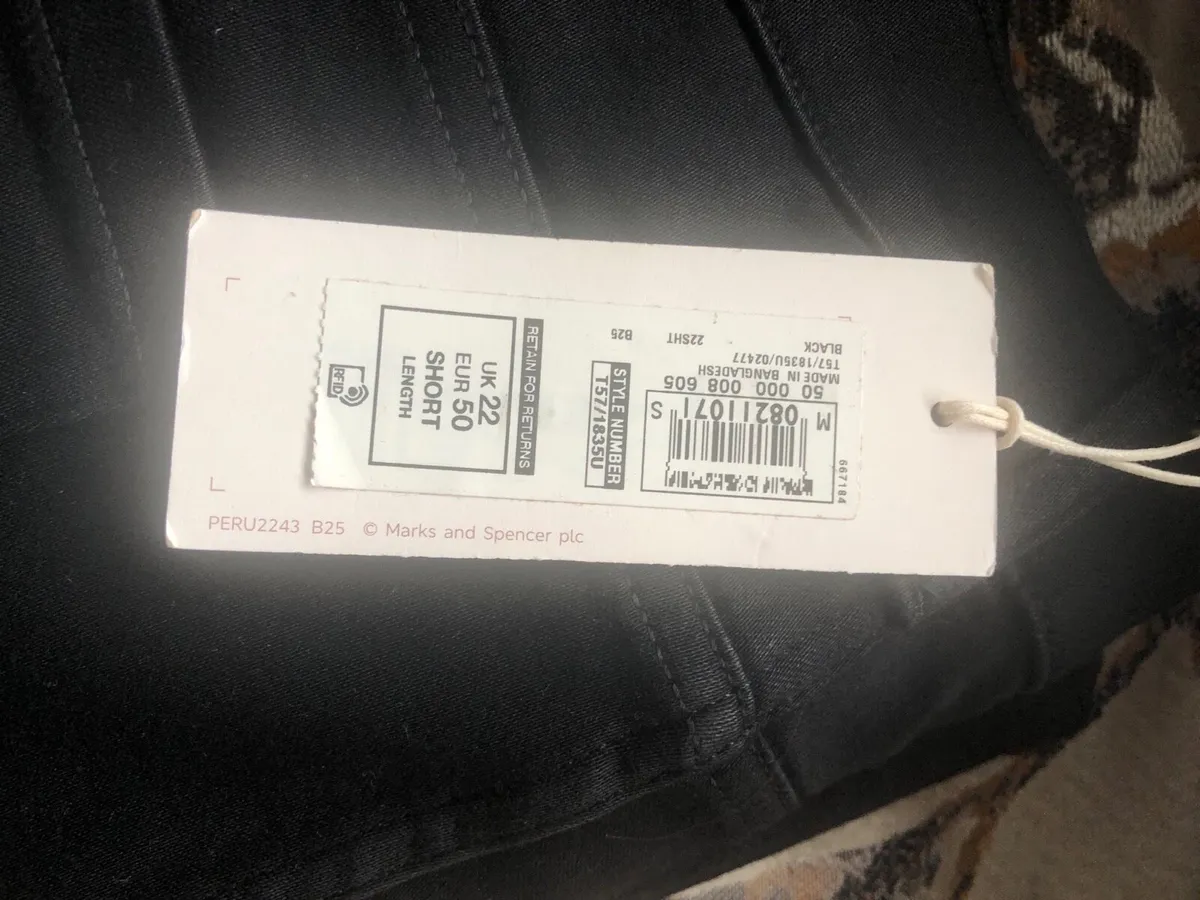 BLACK 22SHT B25
T57/1835U/02477
MADE IN BANGLADESH
50 000 008 605
M 08211071 S
667184
STYLE NUMBER
T57/1835U
RETAIN FOR RETURNS
UK 22
EUR 50
SHORT
LENGTH
RFID
PERU2243 B25 © Marks and Spencer plc